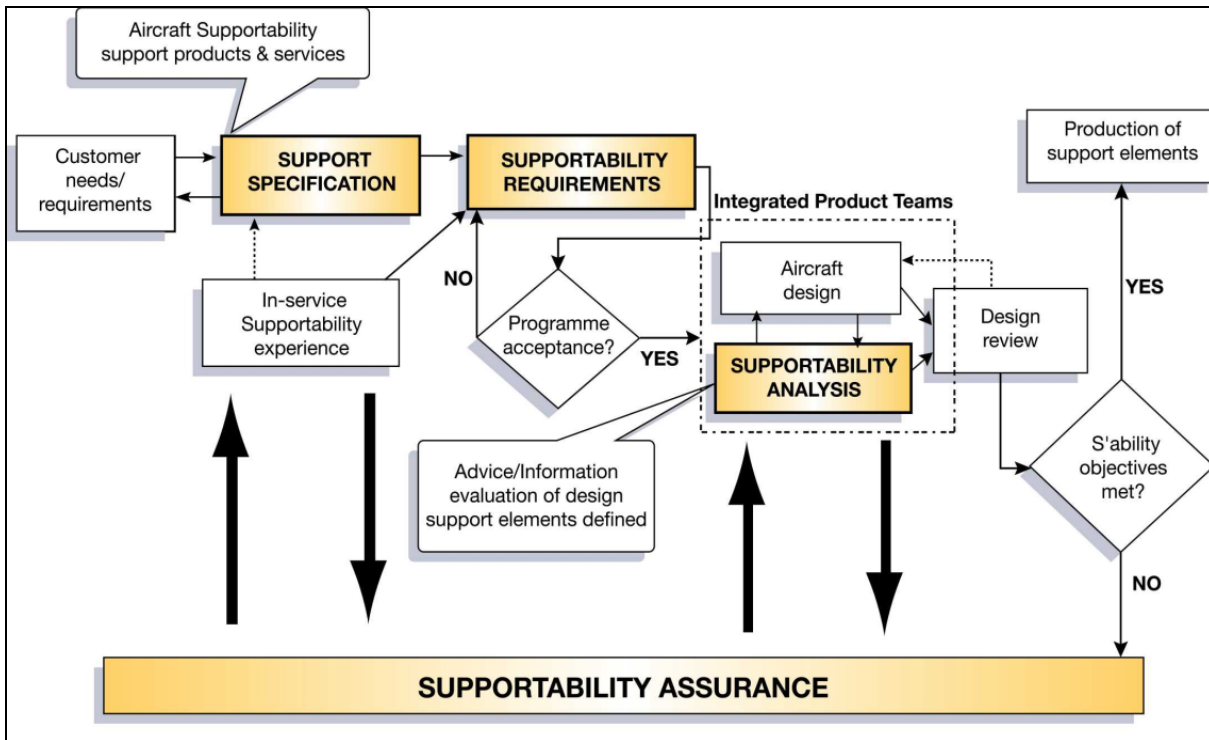 Aircraft Supportability
support products & services
Customer
needs/
requirements
SUPPORT
SPECIFICATION
SUPPORTABILITY
REQUIREMENTS
Production of
support elements
Integrated Product Teams
In-service
Supportability
experience
NO
Programme
acceptance?
YES
Aircraft
design
SUPPORTABILITY
ANALYSIS
Design
review
YES
Advice/Information
evaluation of design
support elements defined
S'ability
objectives
met?
NO
SUPPORTABILITY ASSURANCE